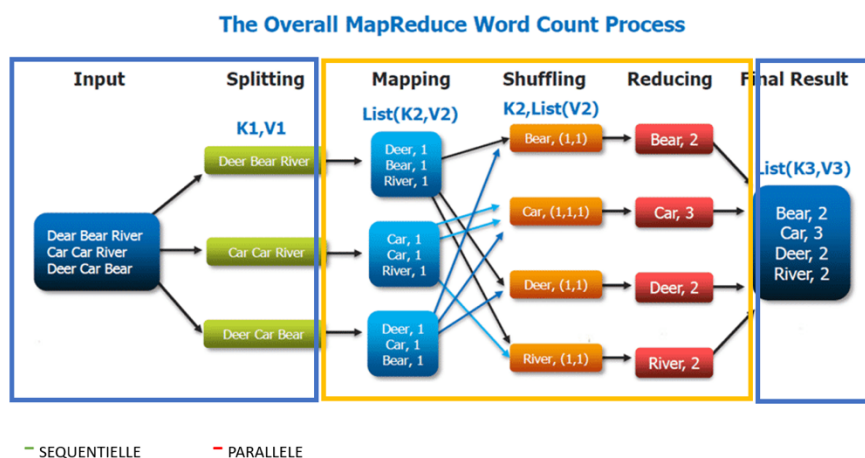 The Overall MapReduce Word Count Process
Input
Splitting
Mapping
Shuffling
Reducing
Final Result
K1,V1
List(K2,V2)
K2,List(V2)
List(K3,V3)
Dear Bear River
Car Car River
Deer Car Bear
Deer Bear River
Car Car River
Deer Car Bear
Deer, 1
Bear, 1
River, 1
Car, 1
Car, 1
River, 1
Deer, 1
Car, 1
Bear, 1
Bear, (1,1)
Car, (1,1,1)
Deer, (1,1)
River, (1,1)
Bear, 2
Car, 3
Deer, 2
River, 2
Bear, 2
Car, 3
Deer, 2
River, 2
SEQUENTIELLE
PARALLELE